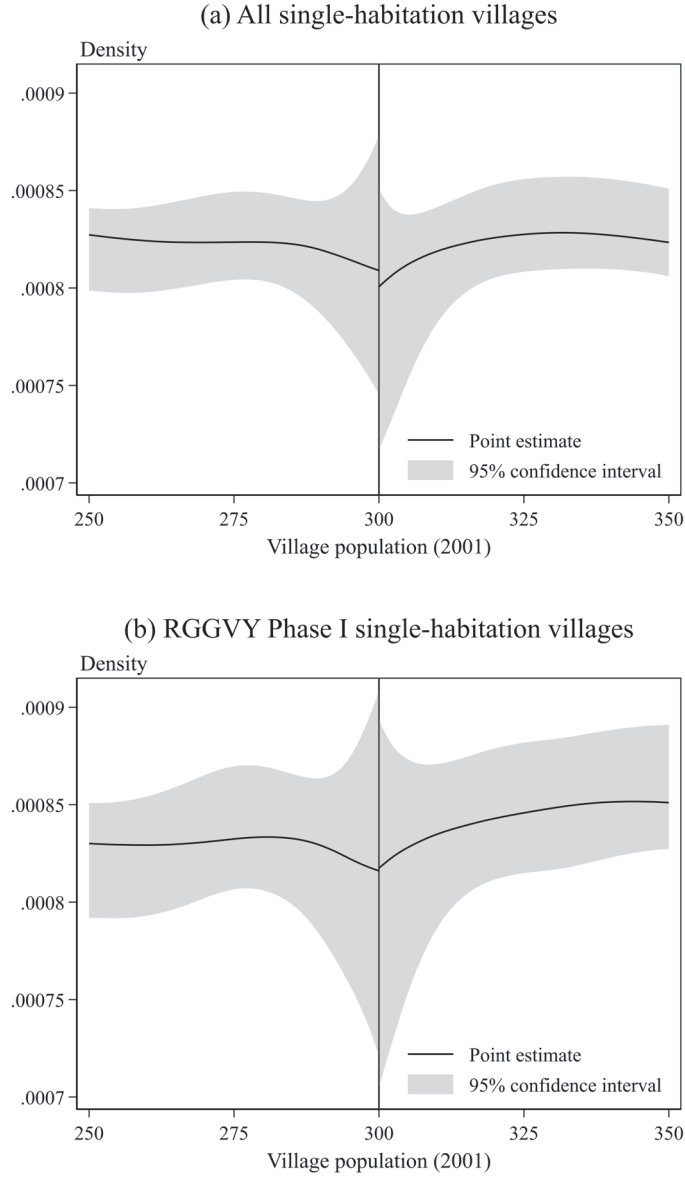 (a) All single-habitation villages
Density
.0009
.00085
.0008
.00075
.0007
Point estimate
95% confidence interval
250 275 300 325 350
Village population (2001)
(b) RGGVY Phase I single-habitation villages
Density
.0009
.00085
.0008
.00075
.0007
Point estimate
95% confidence interval
250 275 300 325 350
Village population (2001)